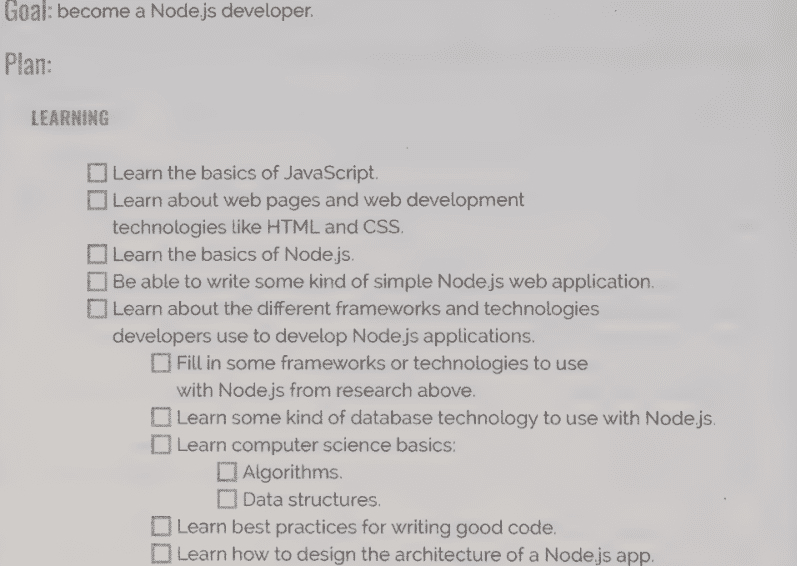 Goal: become a Node.js developer.
Plan:
LEARNING
Learn the basics of JavaScript.
Learn about web pages and web development
technologies like HTML and CSS.
Learn the basics of Node.js.
Be able to write some kind of simple Node.js web application.
Learn about the different frameworks and technologies
developers use to develop Node.js applications.
Fill in some frameworks or technologies to use
with Node.js from research above.
Learn some kind of database technology to use with Node.js.
Learn computer science basics:
Algorithms.
Data structures.
Learn best practices for writing good code.
Learn how to design the architecture of a Node.js app.